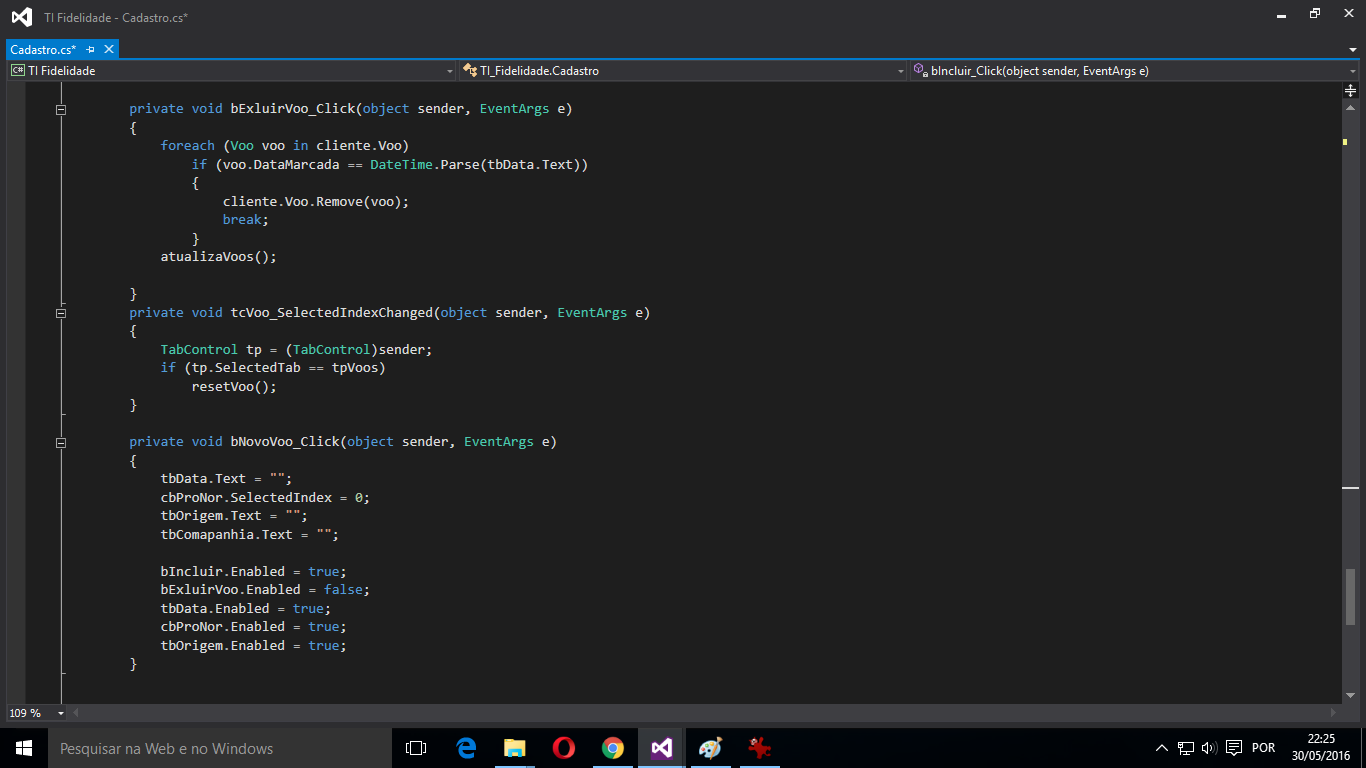 TI Fidelidade - Cadastro.cs*
Cadastro.cs*
TI Fidelidade TI_Fidelidade.Cadastro bIncluir_Click(object sender, EventArgs e)
private void bExluirVoo_Click(object sender, EventArgs e)
{
foreach (Voo voo in cliente.Voo)
if (voo.DataMarcada == DateTime.Parse(tbData.Text))
{
cliente.Voo.Remove(voo);
break;
}
atualizaVoos();
}
private void tcVoo_SelectedIndexChanged(object sender, EventArgs e)
{
TabControl tp = (TabControl)sender;
if (tp.SelectedTab == tpVoos)
resetVoo();
}
private void bNovoVoo_Click(object sender, EventArgs e)
{
tbData.Text = "";
cbProNor.SelectedIndex = 0;
tbOrigem.Text = "";
tbComapanhia.Text = "";
bIncluir.Enabled = true;
bExluirVoo.Enabled = false;
tbData.Enabled = true;
cbProNor.Enabled = true;
tbOrigem.Enabled = true;
}
109 %
Pesquisar na Web e no Windows
POR
22:25
30/05/2016